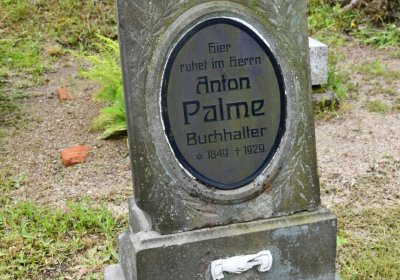 Hier
ruhet im Herrn
Anton
Palme
Buchhalter
* 1849 + 1929.